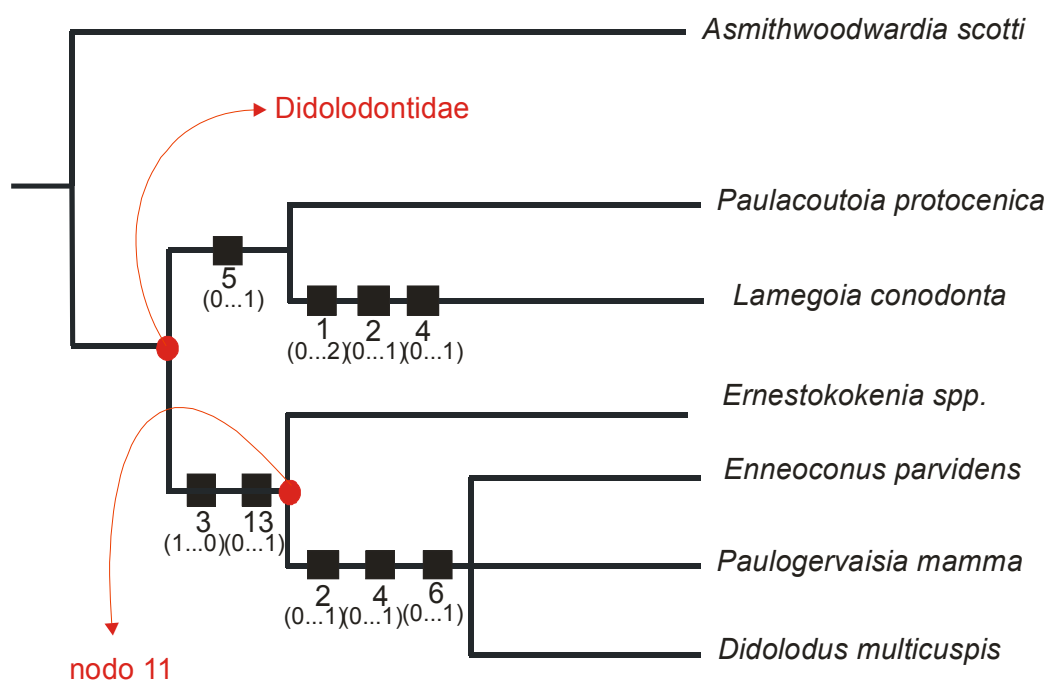 Asmithwoodwardia scotti
Didolodontidae
Paulacoutoia protocenica
5
(0...1)
Lamegoia conodonta
1 2 4
(0...2)(0...1)(0...1)
Ernestokokenia spp.
Enneoconus parvidens
3 13
(1...0)(0...1)
Paulogervaisia mamma
2 4 6
(0...1)(0...1)(0...1)
Didolodus multicuspis
nodo 11